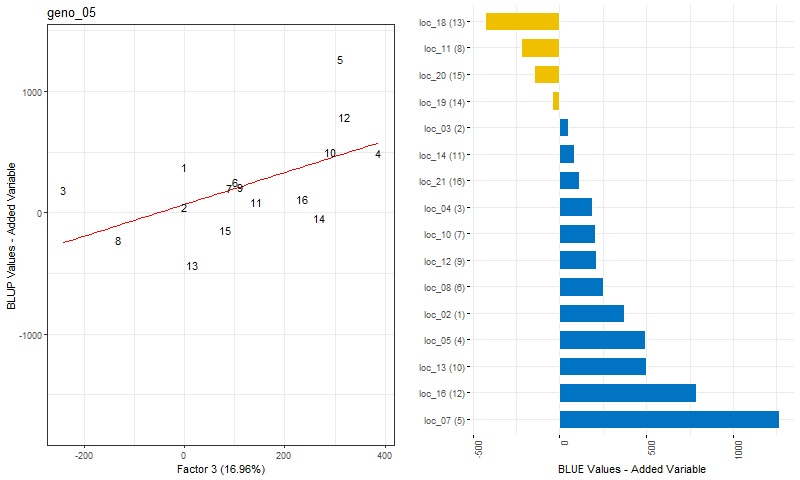 geno_05
BLUP Values - Added Variable
1000
0
-1000
5
12
10
4
1
6
7
9
3
2
11
16
14
15
8
13
-200
0
200
400
Factor 3 (16.96%)
loc_18 (13)
loc_11 (8)
loc_20 (15)
loc_19 (14)
loc_03 (2)
loc_14 (11)
loc_21 (16)
loc_04 (3)
loc_10 (7)
loc_12 (9)
loc_08 (6)
loc_02 (1)
loc_05 (4)
loc_13 (10)
loc_16 (12)
loc_07 (5)
-500
0
500
1000
BLUE Values - Added Variable